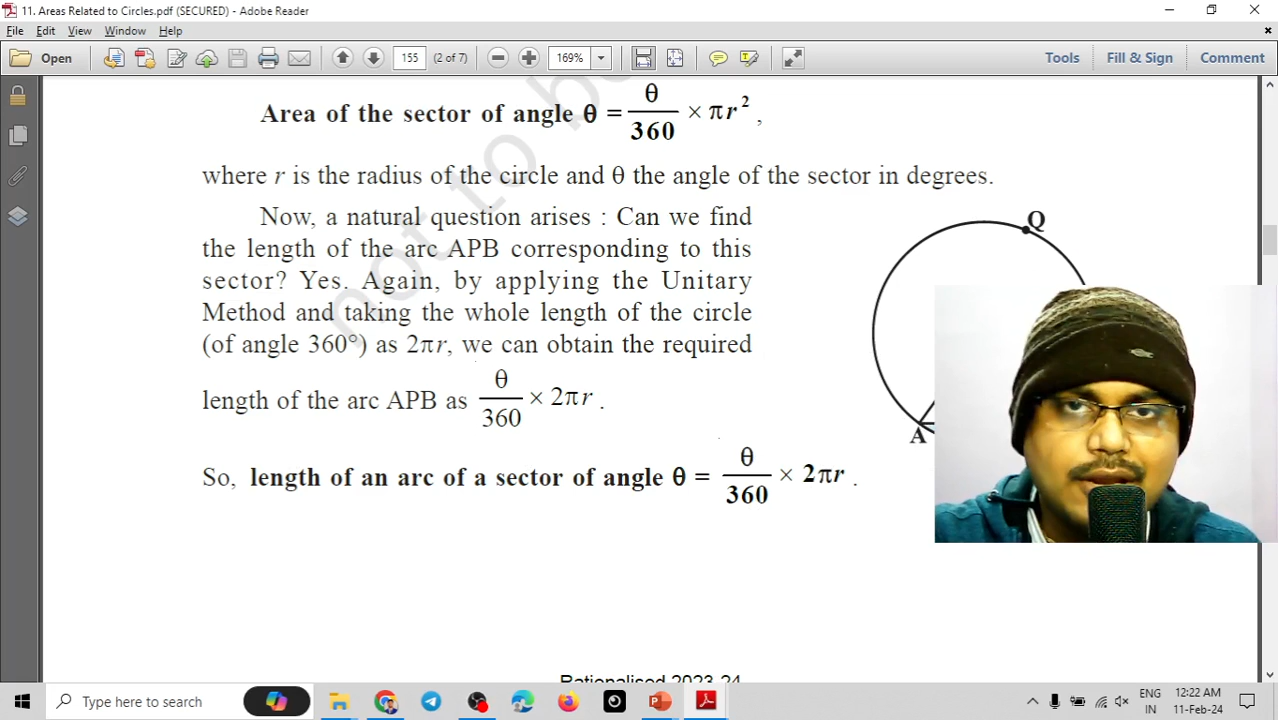 11. Areas Related to Circles.pdf (SECURED) - Adobe Reader
File Edit View Window Help
Open 155 (2 of 7) 169% Tools Fill & Sign Comment
Area of the sector of angle θ = θ/360 × πr²,
where r is the radius of the circle and θ the angle of the sector in degrees.
Now, a natural question arises : Can we find
the length of the arc APB corresponding to this
sector? Yes. Again, by applying the Unitary
Method and taking the whole length of the circle
(of angle 360°) as 2πr, we can obtain the required
length of the arc APB as θ/360 × 2πr .
So, length of an arc of a sector of angle θ = θ/360 × 2πr .
Q
A
not to be
Rationalised 2023-24
Type here to search
ENG
IN
12:22 AM
11-Feb-24